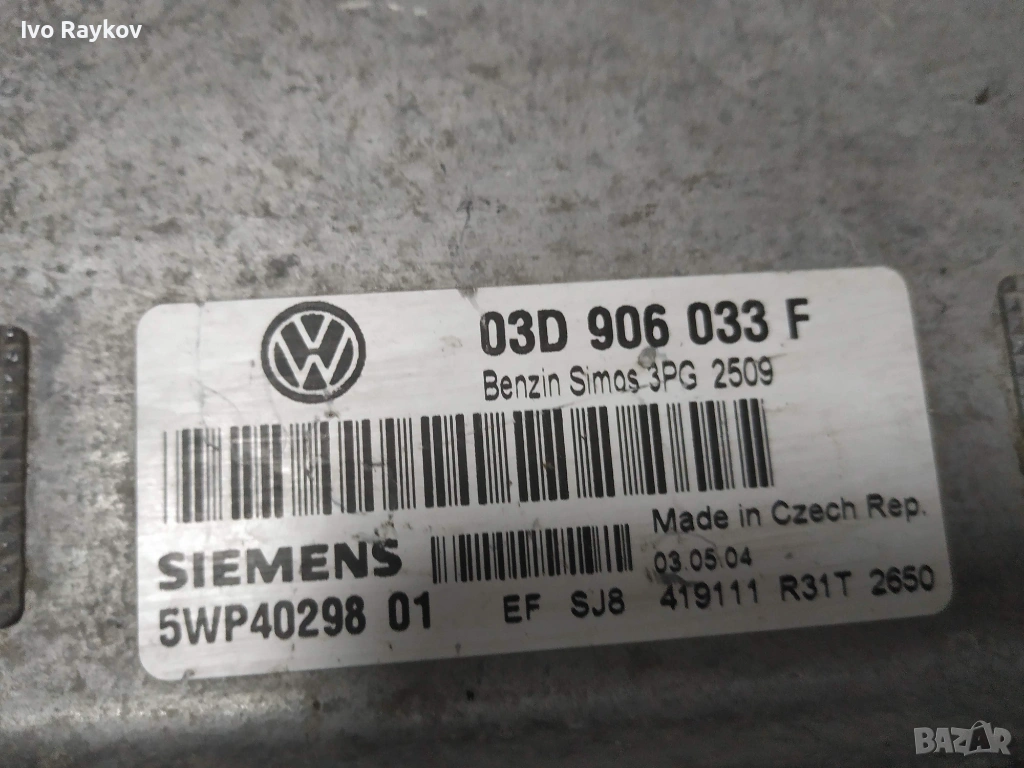 Ivo Raykov
03D 906 033 F
Benzin Simos 3PG 2509
Made in Czech Rep.
SIEMENS
03.05.04
5WP40298 01 EF SJ8 419111 R31T 2650
BAZAR